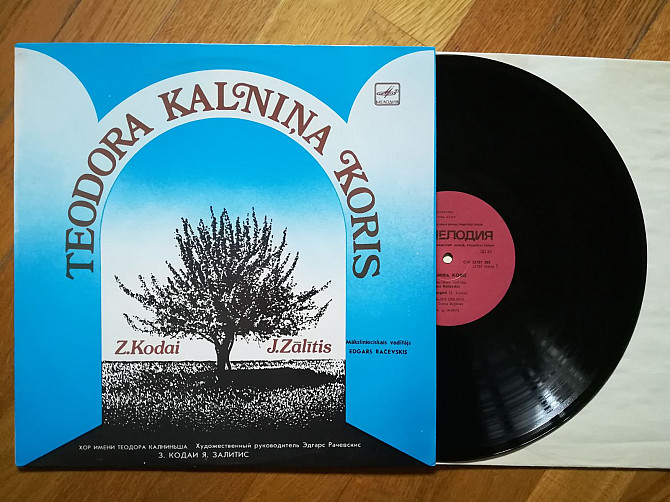 TEODORA KALNIŅA KORIS
МЕЛОДИЯ
Z.Kodai
J.Zālītis
Mākslinieciskais vadītājs
EDGARS RAČEVSKIS
ХОР ИМЕНИ ТЕОДОРА КАЛНИНЬША Художественный руководитель Эдгарс Рачевскис
З. КОДАИ Я. ЗАЛИТИС
МЕЛОДИЯ